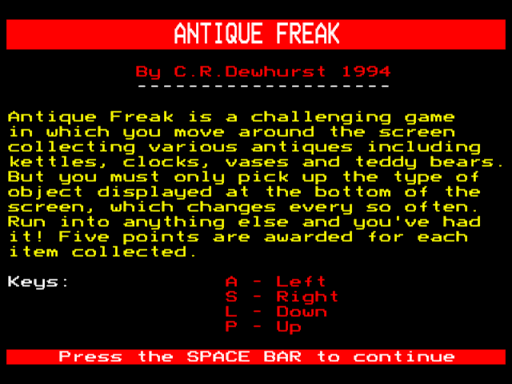 ANTIQUE FREAK
By C.R.Dewhurst 1994
--------------------
Antique Freak is a challenging game
in which you move around the screen
collecting various antiques including
kettles, clocks, vases and teddy bears.
But you must only pick up the type of
object displayed at the bottom of the
screen, which changes every so often.
Run into anything else and you've had
it! Five points are awarded for each
item collected.
Keys: A - Left
S - Right
L - Down
P - Up
Press the SPACE BAR to continue